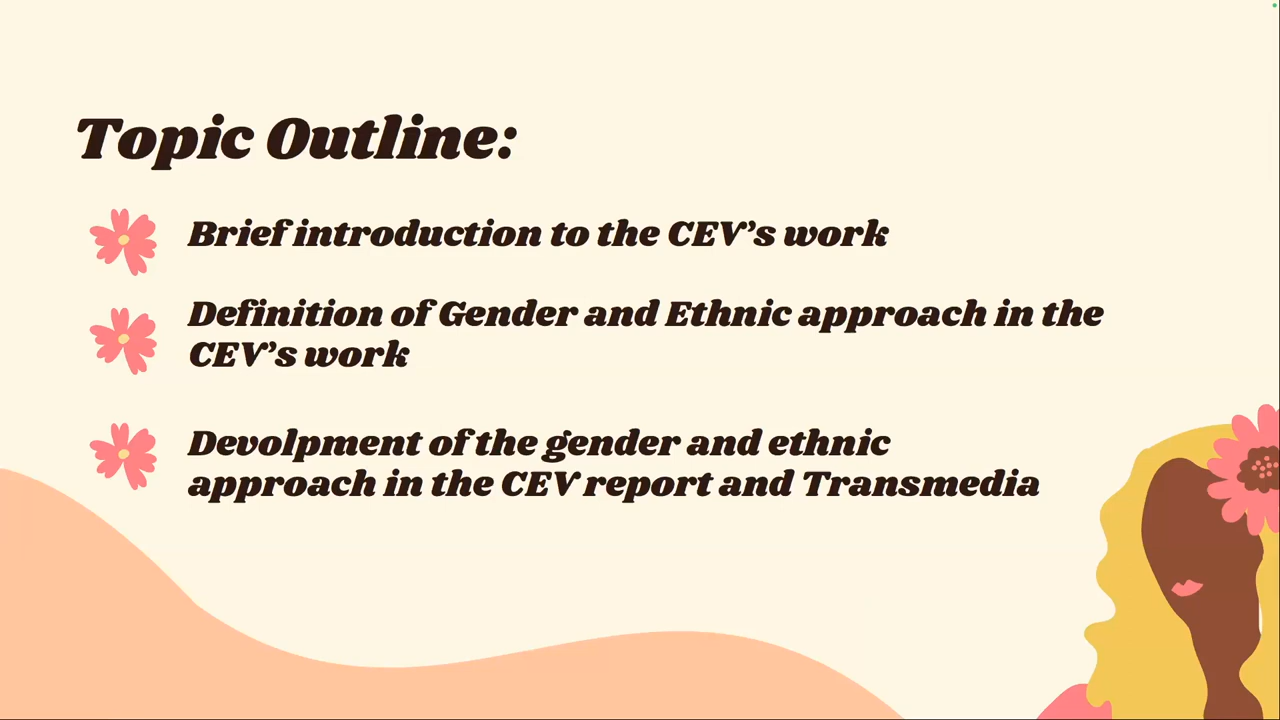 Topic Outline:
Brief introduction to the CEV's work
Definition of Gender and Ethnic approach in the
CEV's work
Devolpment of the gender and ethnic
approach in the CEV report and Transmedia